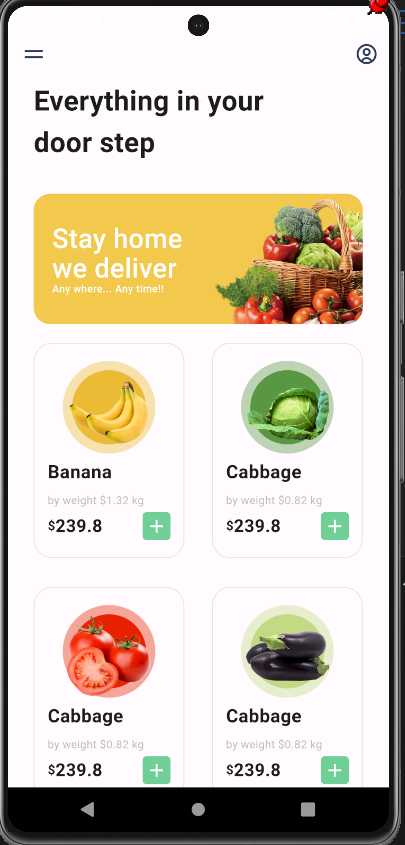 Everything in your
door step
Stay home
we deliver
Any where... Any time!!
Banana
by weight $1.32 kg
$239.8
Cabbage
by weight $0.82 kg
$239.8
Cabbage
by weight $0.82 kg
$239.8
Cabbage
by weight $0.82 kg
$239.8